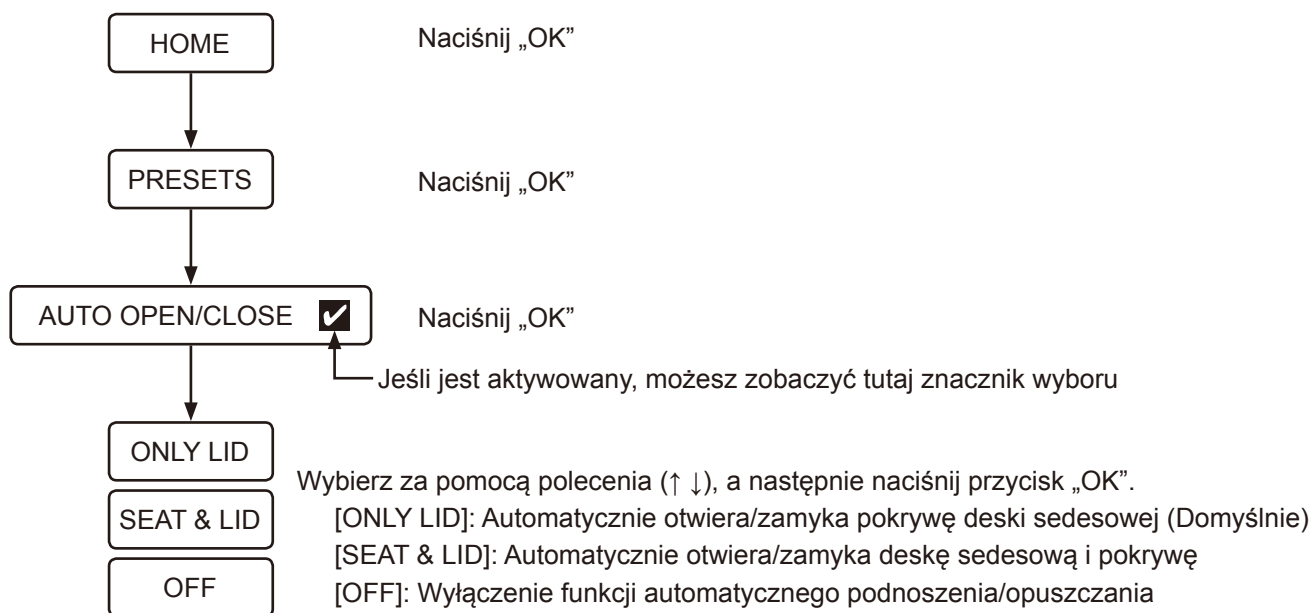 HOME Naciśnij „OK”
PRESETS Naciśnij „OK”
AUTO OPEN/CLOSE ✔ Naciśnij „OK”
Jeśli jest aktywowany, możesz zobaczyć tutaj znacznik wyboru
ONLY LID
Wybierz za pomocą polecenia (↑ ↓), a następnie naciśnij przycisk „OK”.
SEAT & LID
[ONLY LID]: Automatycznie otwiera/zamyka pokrywę deski sedesowej (Domyślnie)
[SEAT & LID]: Automatycznie otwiera/zamyka deskę sedesową i pokrywę
OFF
[OFF]: Wyłączenie funkcji automatycznego podnoszenia/opuszczania